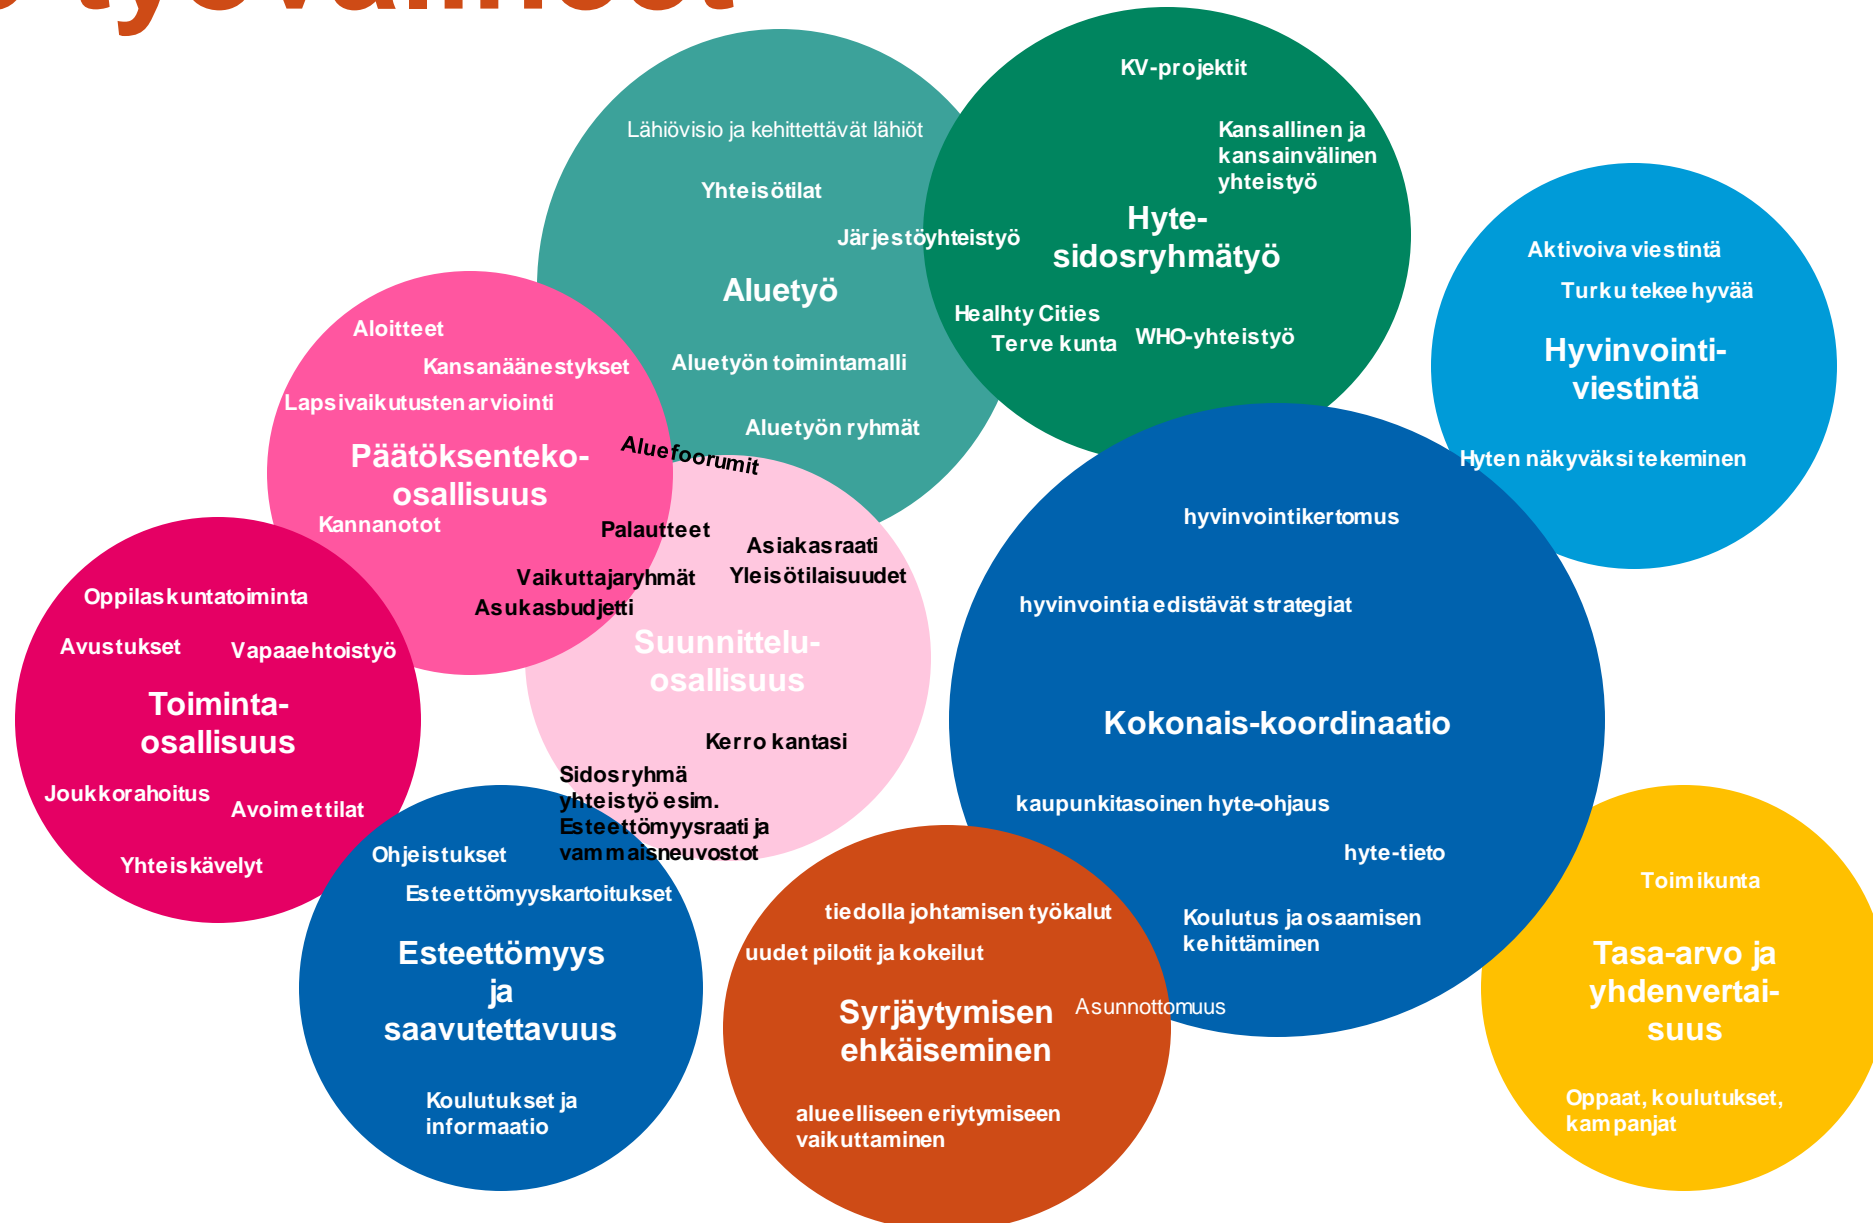 työvälineet
KV-projektit
Kansallinen ja
kansainvälinen
yhteistyö
Hyte-
sidosryhmätyö
Healhty Cities
Terve kunta
WHO-yhteistyö
Lähiövisio ja kehittettävät lähiöt
Yhteisötilat
Järjestöyhteistyö
Aluetyö
Aluetyön toimintamalli
Aluetyön ryhmät
Aktivoiva viestintä
Turku tekee hyvää
Hyvinvointi-
viestintä
Hyten näkyväksi tekeminen
Aloitteet
Kansanäänestykset
Lapsivaikutusten arviointi
Päätöksenteko-
osallisuus
Kannanotot
Aluefoorumit
Palautteet
Asiakasraati
Yleisötilaisuudet
Vaikuttajaryhmät
Asukasbudjetti
Suunnittelu-
osallisuus
Kerro kantasi
Sidosryhmä
yhteistyö esim.
Esteettömyysraati ja
vammaisneuvostot
Oppilaskuntatoiminta
Avustukset
Vapaaehtoistyö
Toiminta-
osallisuus
Joukkorahoitus
Avoimet tilat
Yhteiskävelyt
hyvinvointikertomus
hyvinvointia edistävät strategiat
Kokonais-koordinaatio
kaupunkitasoinen hyte-ohjaus
hyte-tieto
Koulutus ja osaamisen
kehittäminen
Ohjeistukset
Esteettömyyskartoitukset
Esteettömyys
ja
saavutettavuus
Koulutukset ja
informaatio
tiedolla johtamisen työkalut
uudet pilotit ja kokeilut
Syrjäytymisen
ehkäiseminen
Asunnottomuus
alueelliseen eriytymiseen
vaikuttaminen
Toimikunta
Tasa-arvo ja
yhdenvertai-
suus
Oppaat, koulutukset,
kampanjat